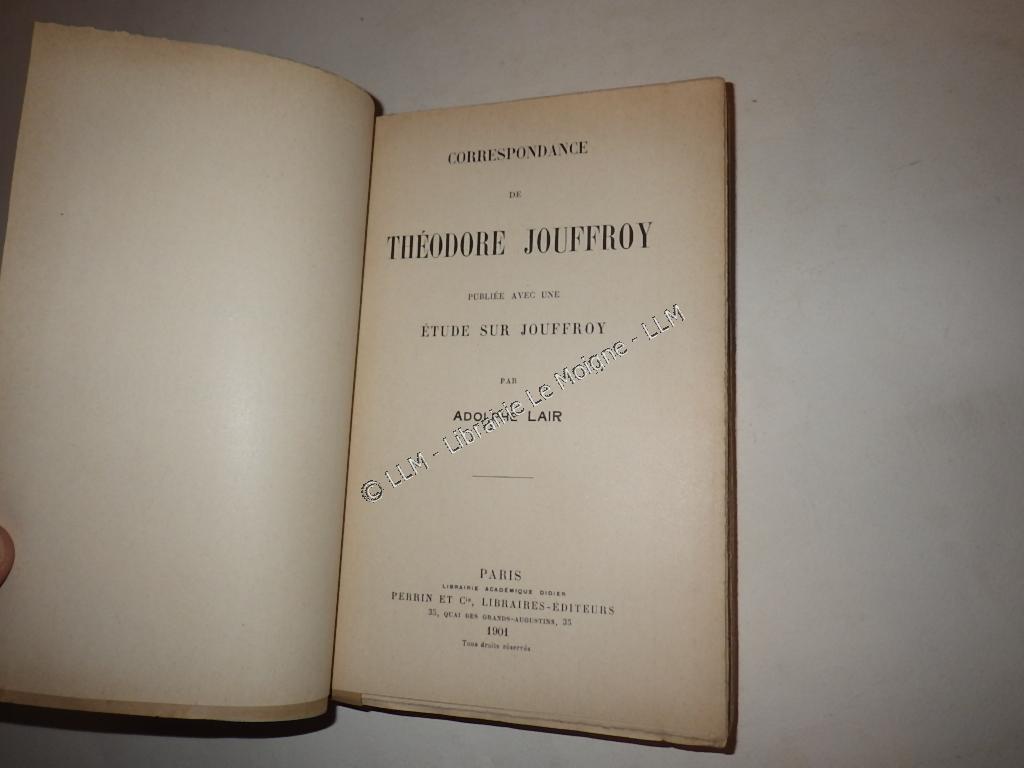 CORRESPONDANCE
DE
THÉODORE JOUFFROY
PUBLIÉE AVEC UNE
ÉTUDE SUR JOUFFROY
PAR
ADOLPHE LAIR
© LLM - Librairie Le Moigne - LLM
PARIS
LIBRAIRIE ACADÉMIQUE DIDIER
PERRIN ET Cie, LIBRAIRES-ÉDITEURS
35, QUAI DES GRANDS-AUGUSTINS, 35
1901
Tous droits réservés